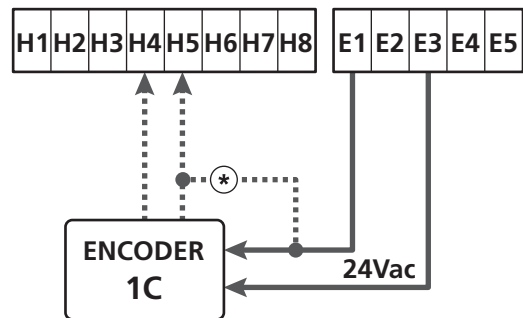 H1 H2 H3 H4 H5 H6 H7 H8 E1 E2 E3 E4 E5
*
ENCODER
1C
24Vac